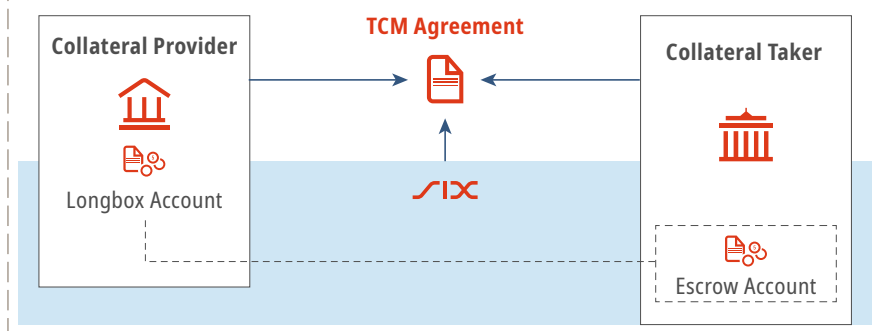 TCM Agreement
Collateral Provider
Collateral Taker
SIX
Longbox Account
Escrow Account